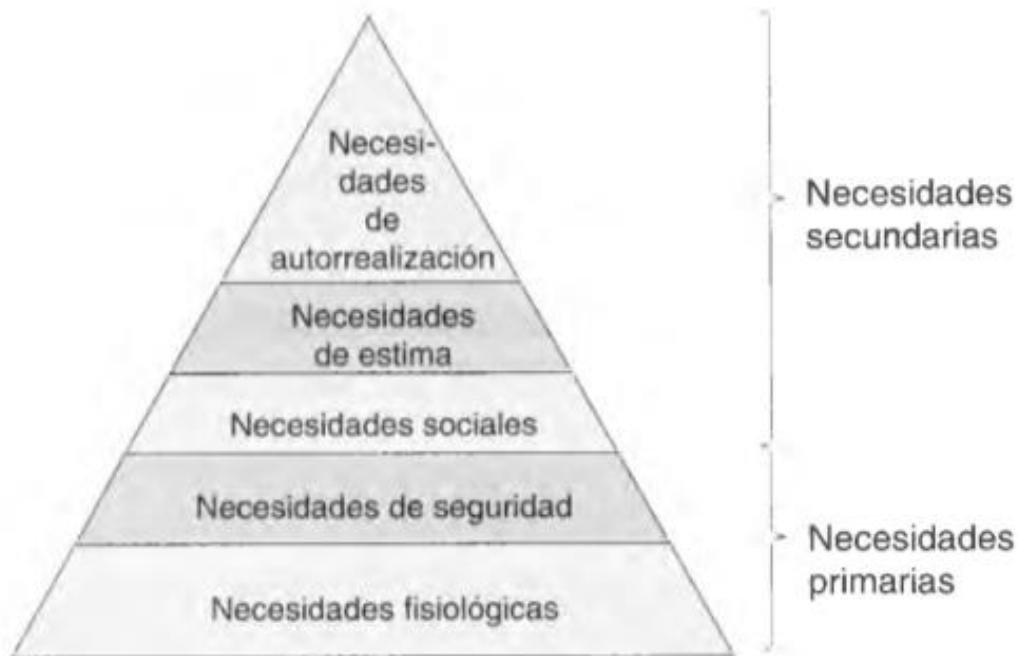 Necesi-
dades
de
autorrealización
Necesidades
de estima
Necesidades sociales
Necesidades de seguridad
Necesidades fisiológicas
Necesidades
secundarias
Necesidades
primarias